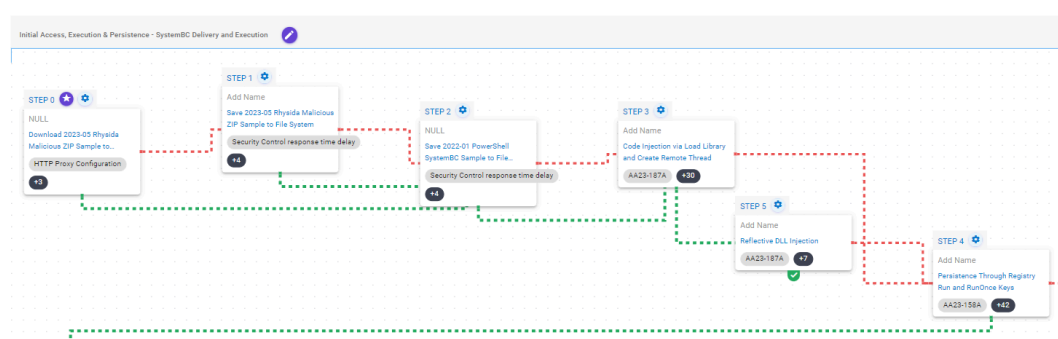 Initial Access, Execution & Persistence - SystemBC Delivery and Execution
STEP 0
NULL
Download 2023-05 Rhysida
Malicious ZIP Sample to...
HTTP Proxy Configuration
+3
STEP 1
Add Name
Save 2023-05 Rhysida Malicious
ZIP Sample to File System
Security Control response time delay
+4
STEP 2
NULL
Save 2022-01 PowerShell
SystemBC Sample to File...
Security Control response time delay
+4
STEP 3
Add Name
Code Injection via Load Library
and Create Remote Thread
AA23-187A
+30
STEP 5
Add Name
Reflective DLL Injection
AA23-187A
+7
STEP 4
Add Name
Persistence Through Registry
Run and RunOnce Keys
AA23-158A
+42